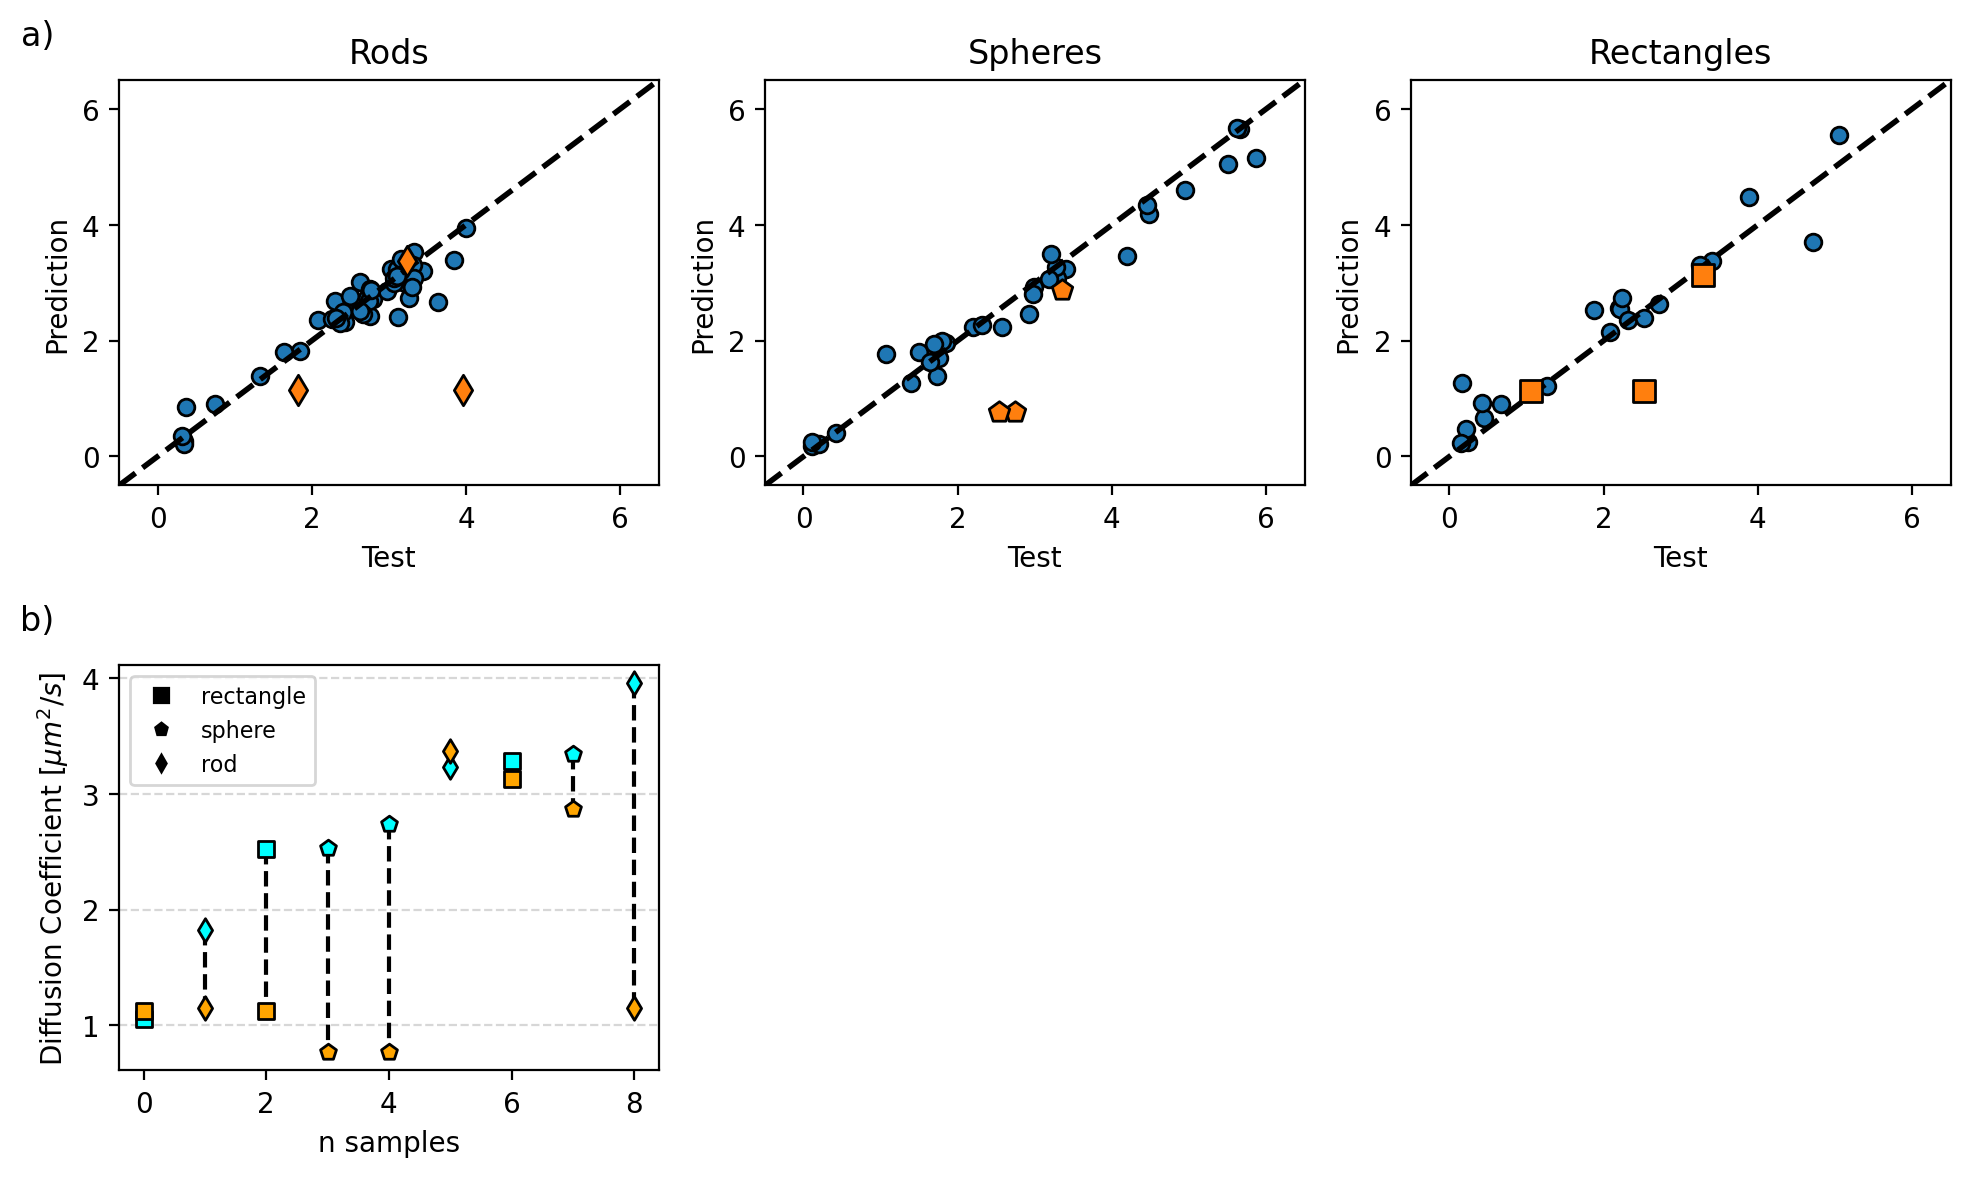 a)
Rods
Spheres
Rectangles
6
4
2
0
Prediction
0 2 4 6
Test
6
4
2
0
Prediction
0 2 4 6
Test
6
4
2
0
Prediction
0 2 4 6
Test
b)
4
3
2
1
Diffusion Coefficient [μm²/s]
rectangle
sphere
rod
0 2 4 6 8
n samples